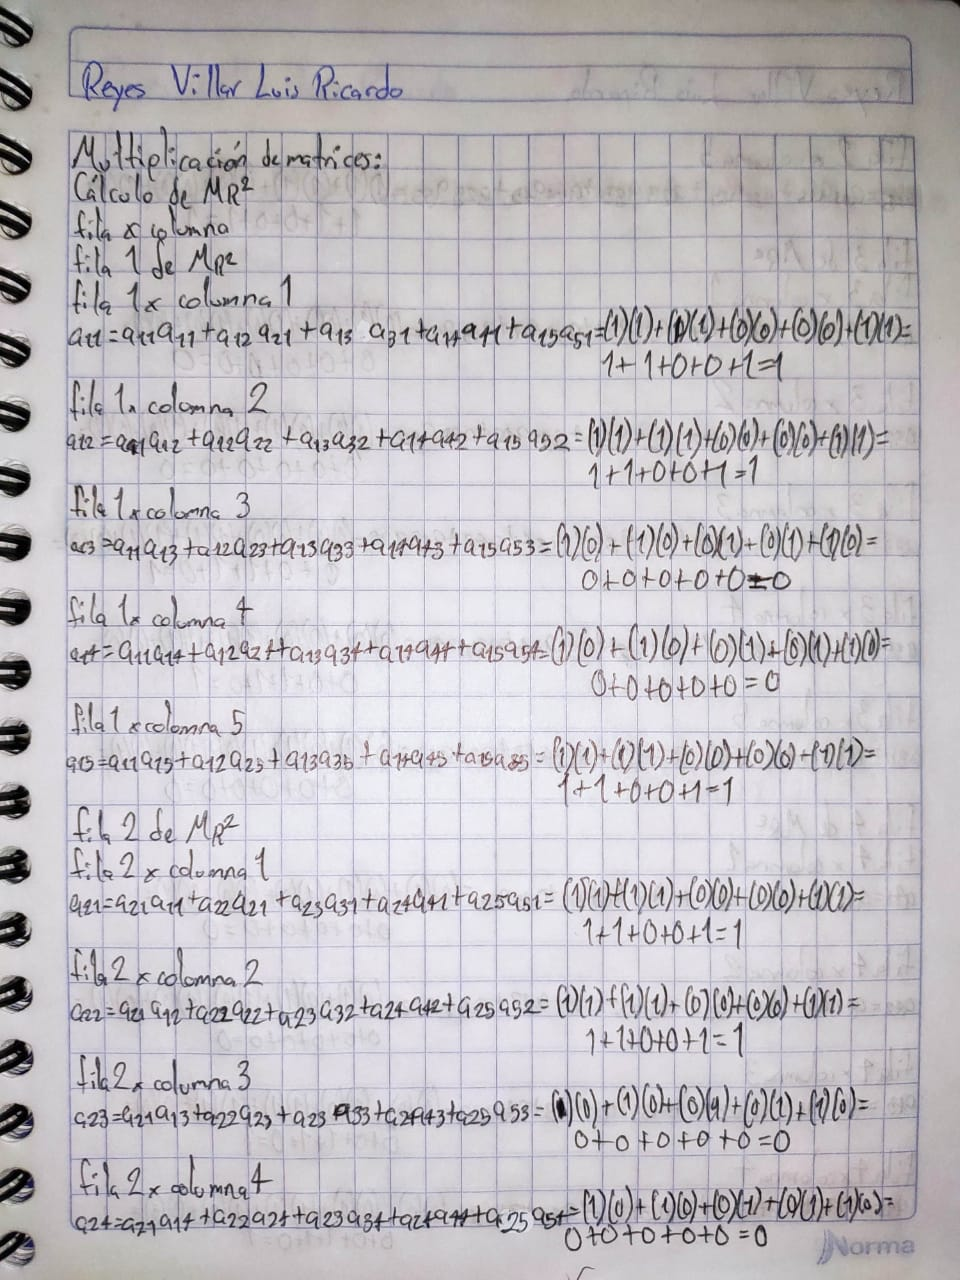 Reyes Villar Luis Ricardo
Multiplicación de matrices:
Cálculo de MR²
fila x columna
fila 1 de MR²
fila 1x columna 1
a11=a11a11+a12a21+a13 a31+a14a41+a15a51=(1)(1)+(1)(1)+(0)(0)+(0)(0)+(1)(1)=
1+1+0+0+1=1
fila 1x colomna 2
a12=a11a12+a12a22+a13a32+a14a42+a15a52=(1)(1)+(1)(1)+(0)(0)+(0)(0)+(1)(1)=
1+1+0+0+1=1
fila 1x colomna 3
a13=a11a13+a12a23+a13a33+a14a43+a15a53=(1)(0)+(1)(0)+(0)(1)+(0)(1)+(1)(0)=
0+0+0+0+0=0
fila 1x columna 4
a14=a11a14+a12a24+a13a34+a14a44+a15a54=(1)(0)+(1)(0)+(0)(1)+(0)(1)+(1)(0)=
0+0+0+0+0=0
fila 1 x colomna 5
a15=a11a15+a12a25+a13a35+a14a45+a15a55=(1)(1)+(1)(1)+(0)(0)+(0)(0)+(1)(1)=
1+1+0+0+1=1
fila 2 de MR²
fila 2 x columna 1
a21=a21a11+a22a21+a23a31+a24a41+a25a51=(1)(1)+(1)(1)+(0)(0)+(0)(0)+(1)(1)=
1+1+0+0+1=1
fila 2 x colomna 2
a22=a21a12+a22a22+a23a32+a24a42+a25a52=(1)(1)+(1)(1)+(0)(0)+(0)(0)+(1)(1)=
1+1+0+0+1=1
fila 2x columna 3
a23=a21a13+a22a23+a23a33+a24a43+a25a53=(1)(0)+(1)(0)+(0)(1)+(0)(1)+(1)(0)=
0+0+0+0+0=0
fila 2x columna 4
a24=a21a14+a22a24+a23a34+a24a44+a25a54=(1)(0)+(1)(0)+(0)(1)+(0)(1)+(1)(0)=
0+0+0+0+0=0
Norma